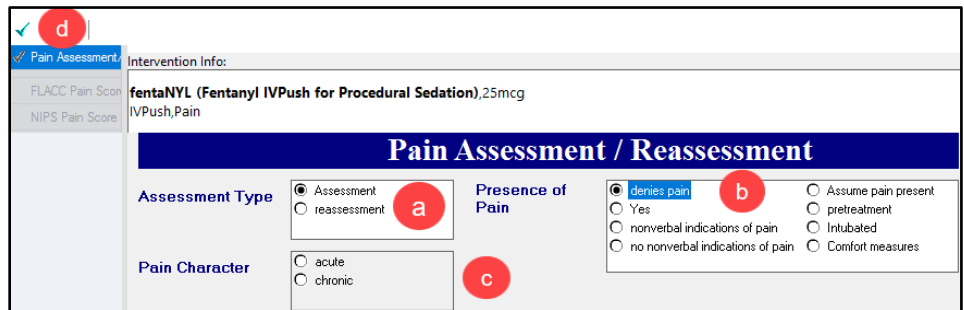 d
Pain Assessment/
Intervention Info:
FLACC Pain Scor
NIPS Pain Score
fentaNYL (Fentanyl IVPush for Procedural Sedation),25mcg
IVPush,Pain
Pain Assessment / Reassessment
Assessment Type
Assessment
reassessment
a
Presence of
Pain
denies pain
Yes
nonverbal indications of pain
no nonverbal indications of pain
b
Assume pain present
pretreatment
Intubated
Comfort measures
Pain Character
acute
chronic
c